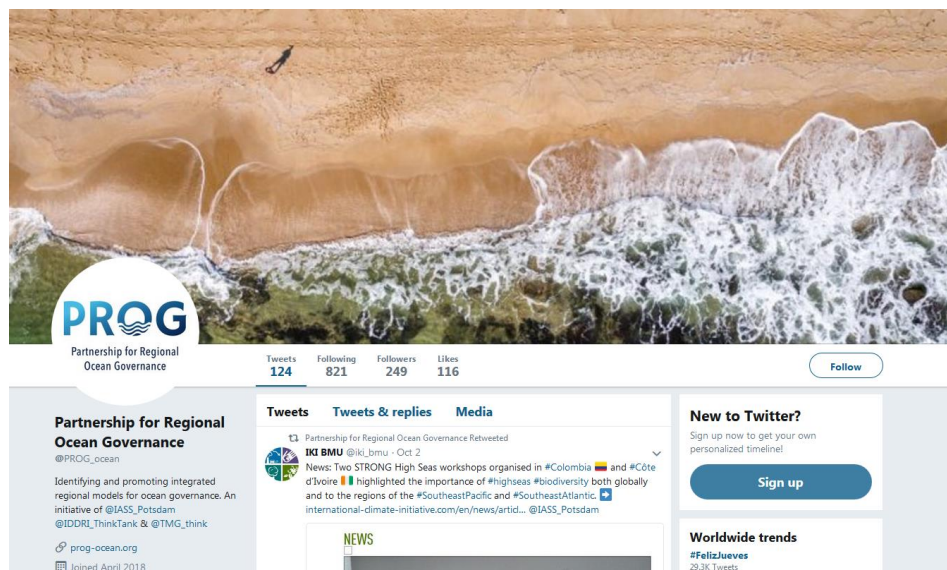 PROG
Partnership for Regional
Ocean Governance
Tweets
124
Following
821
Followers
249
Likes
116
Follow
Partnership for Regional
Ocean Governance
@PROG_ocean
Identifying and promoting integrated
regional models for ocean governance. An
initiative of @IASS_Potsdam
@IDDRI_ThinkTank & @TMG_think
prog-ocean.org
Joined April 2018
Tweets Tweets & replies Media
Partnership for Regional Ocean Governance Retweeted
IKI BMU @iki_bmu · Oct 2
News: Two STRONG High Seas workshops organised in #Colombia 🇨🇴 and #Côte
d'Ivoire 🇨🇮 highlighted the importance of #highseas #biodiversity both globally
and to the regions of the #SoutheastPacific and #SoutheastAtlantic. ➡️
international-climate-initiative.com/en/news/artid... @IASS_Potsdam
NEWS
New to Twitter?
Sign up now to get your own
personalized timeline!
Sign up
Worldwide trends
#FelizJueves
29.3K Tweets